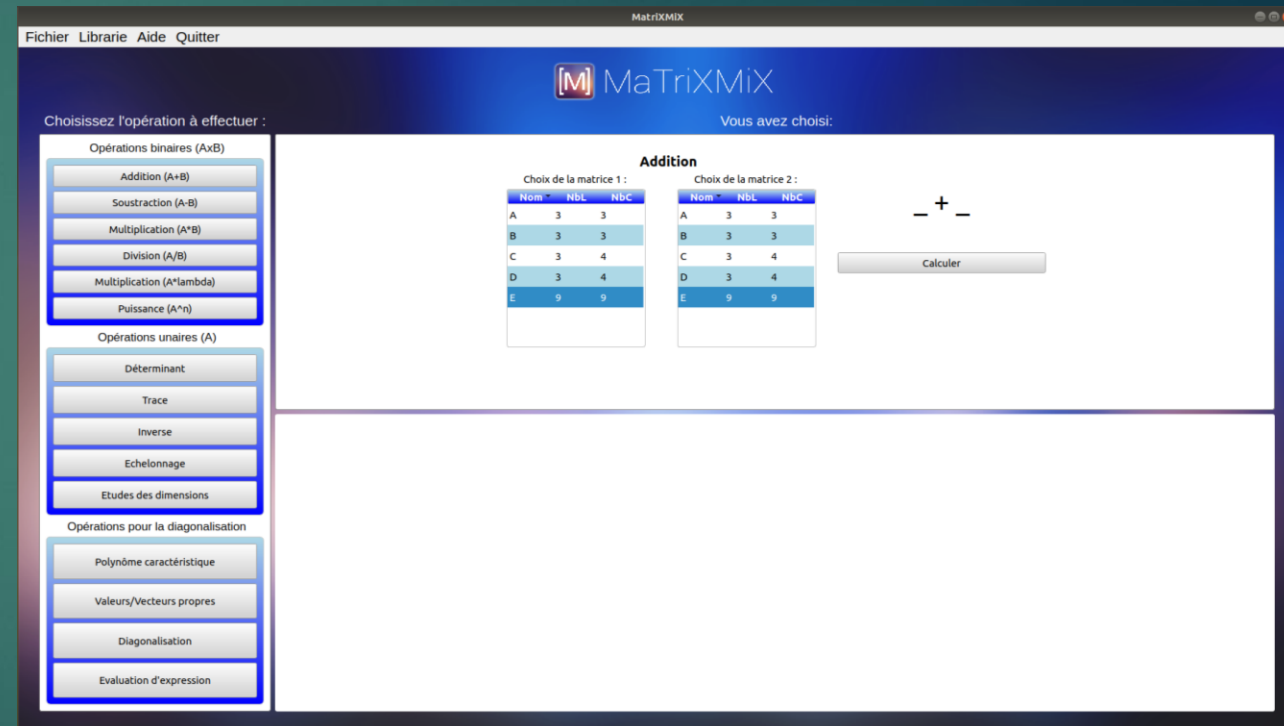 MatriXMiX
Fichier Librarie Aide Quitter
[M] MaTriXMiX
Choisissez l'opération à effectuer :
Vous avez choisi:
Opérations binaires (AxB)
Addition (A+B)
Soustraction (A-B)
Multiplication (A*B)
Division (A/B)
Multiplication (A*lambda)
Puissance (A^n)
Opérations unaires (A)
Déterminant
Trace
Inverse
Echelonnage
Etudes des dimensions
Opérations pour la diagonalisation
Polynôme caractéristique
Valeurs/Vecteurs propres
Diagonalisation
Evaluation d'expression
Addition
Choix de la matrice 1 :
Nom NbL NbC
A 3 3
B 3 3
C 3 4
D 3 4
E 9 9
Choix de la matrice 2 :
Nom NbL NbC
A 3 3
B 3 3
C 3 4
D 3 4
E 9 9
_ + _
Calculer